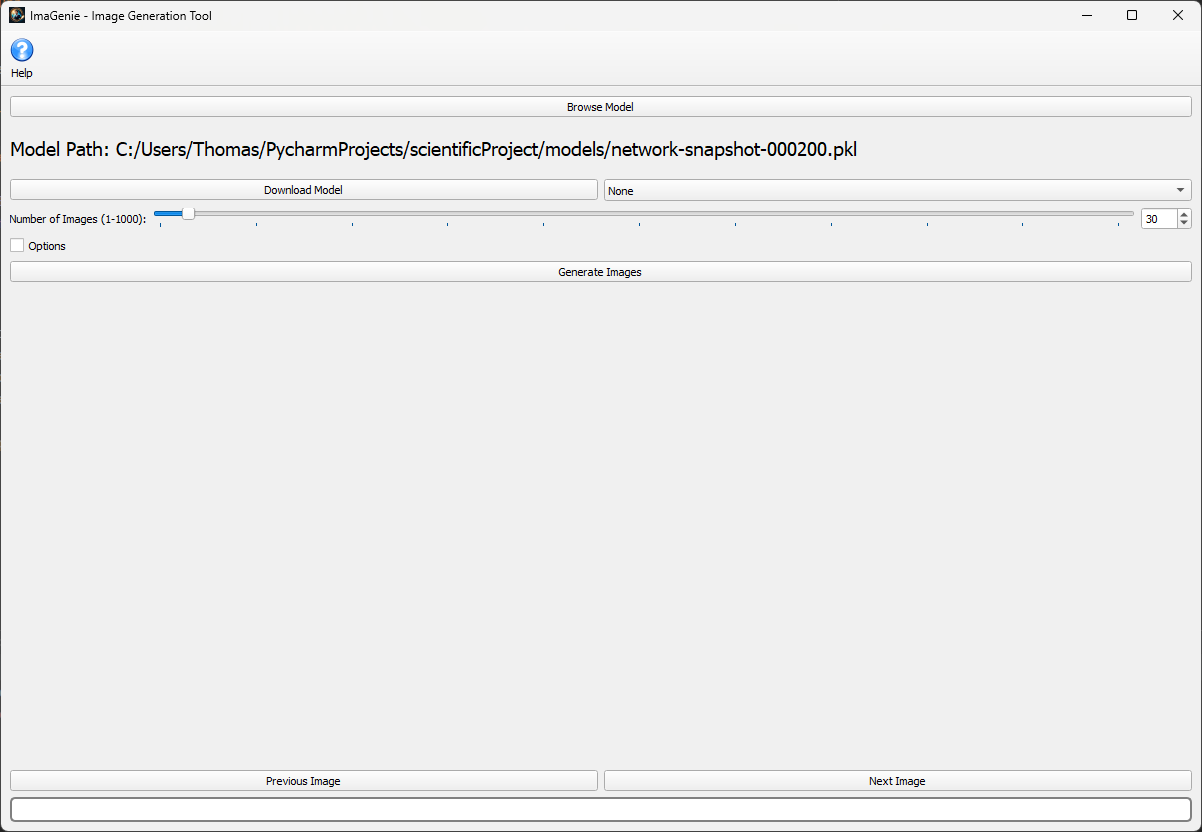 ImaGenie - Image Generation Tool
Help
Browse Model
Model Path: C:/Users/Thomas/PycharmProjects/scientificProject/models/network-snapshot-000200.pkl
Download Model
None
Number of Images (1-1000):
30
Options
Generate Images
Previous Image
Next Image